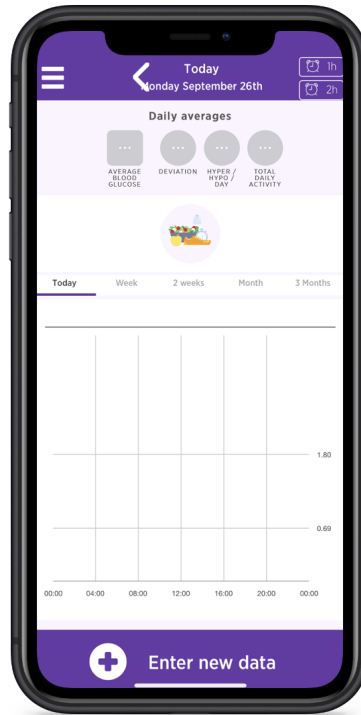 Today
1h
Monday September 26th
2h
Daily averages
...
...
...
...
AVERAGE
BLOOD
GLUCOSE
DEVIATION
HYPER /
HYPO /
DAY
TOTAL
DAILY
ACTIVITY
Today Week 2 weeks Month 3 Months
1.80
0.69
00:00 04:00 08:00 12:00 16:00 20:00 00:00
Enter new data